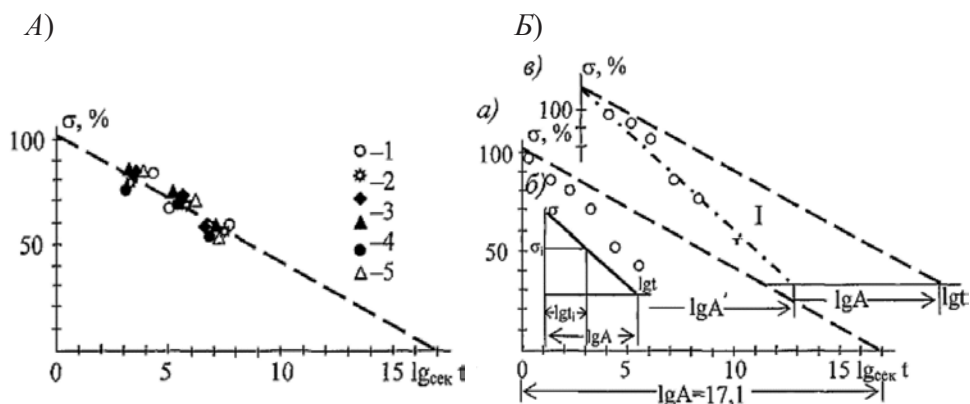 А)
σ, %
100
50
0
5
10
15 lgсек t
–1
–2
–3
–4
–5
Б)
в)
σ, %
100
I
lgA
lgt
а)
σ, %
100
50
0
5
10
15 lgсек t
lgA'
lgA=17,1
б)
σ
σi
lgt
lgti
lgA